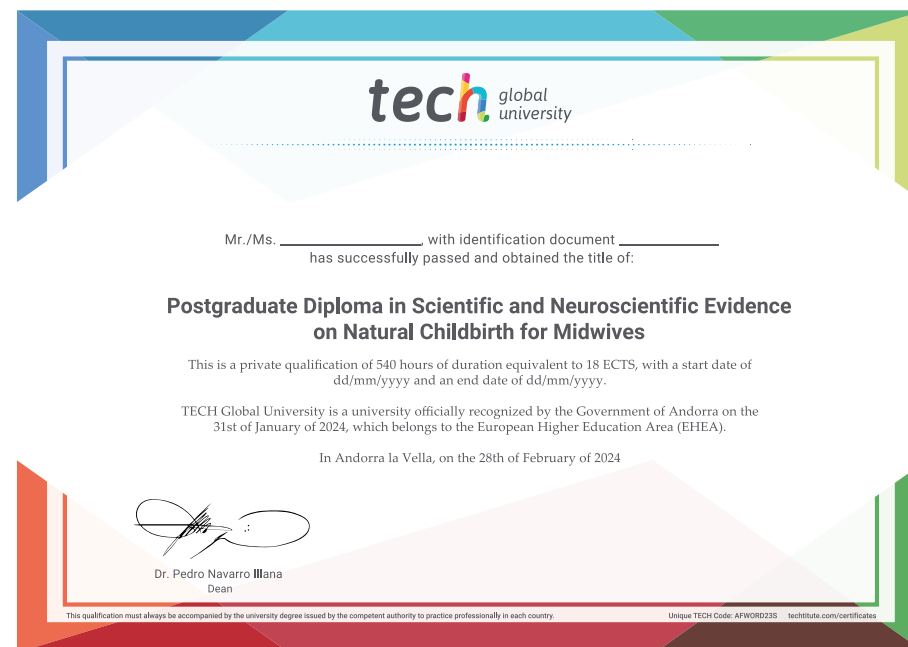 tech global
university
Mr./Ms. ____________________, with identification document ______________
has successfully passed and obtained the title of:
Postgraduate Diploma in Scientific and Neuroscientific Evidence
on Natural Childbirth for Midwives
This is a private qualification of 540 hours of duration equivalent to 18 ECTS, with a start date of
dd/mm/yyyy and an end date of dd/mm/yyyy.
TECH Global University is a university officially recognized by the Government of Andorra on the
31st of January of 2024, which belongs to the European Higher Education Area (EHEA).
In Andorra la Vella, on the 28th of February of 2024
Dr. Pedro Navarro Illana
Dean
This qualification must always be accompanied by the university degree issued by the competent authority to practice professionally in each country. Unique TECH Code: AFWORD23S techtitute.com/certificates